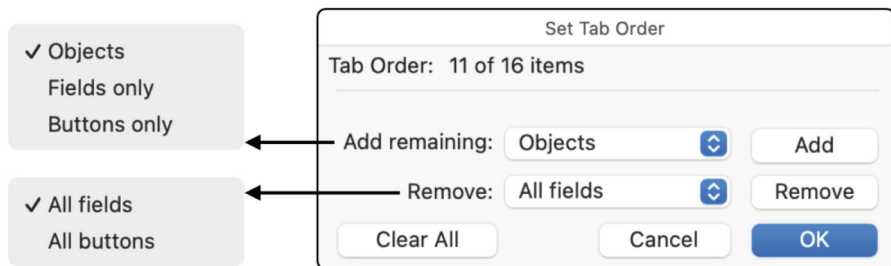 ✓ Objects
Fields only
Buttons only
✓ All fields
All buttons
Set Tab Order
Tab Order: 11 of 16 items
Add remaining: Objects Add
Remove: All fields Remove
Clear All Cancel OK